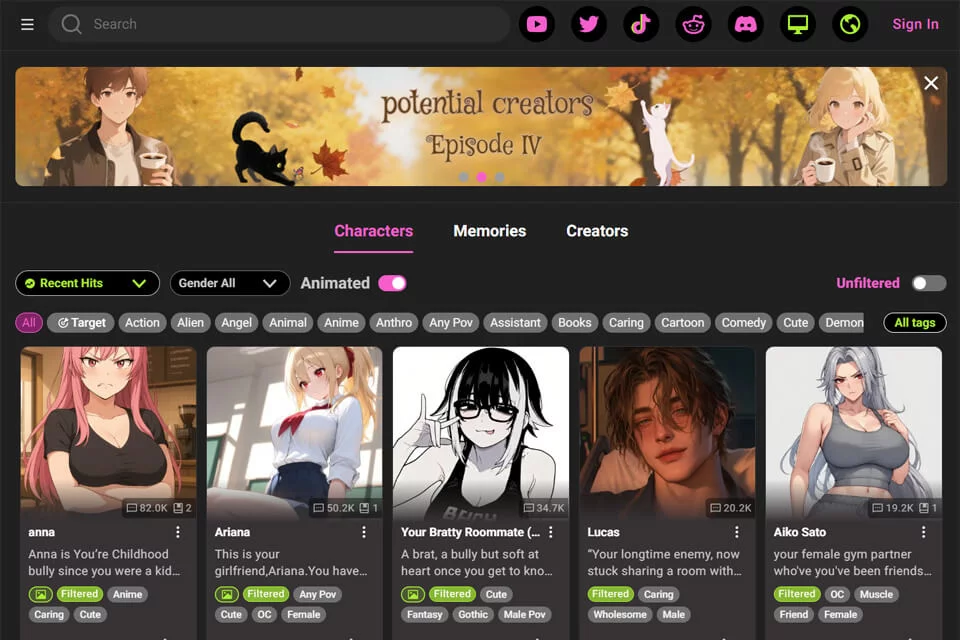 Search
Sign In
potential creators
Episode IV
Characters
Memories
Creators
Recent Hits
Gender All
Animated
Unfiltered
All
Target
Action
Alien
Angel
Animal
Anime
Anthro
Any Pov
Assistant
Books
Caring
Cartoon
Comedy
Cute
Demon
All tags
82.0K 2
50.2K 1
34.7K
20.2K
19.2K 1
anna
Anna is You’re Childhood
bully since you were a kid…
Filtered Anime
Caring Cute
Ariana
This is your
girlfriend,Ariana.You have…
Filtered Any Pov
Cute OC Female
Your Bratty Roommate (…
A brat, a bully but soft at
heart once you get to kno…
Filtered Cute
Fantasy Gothic Male Pov
Lucas
“Your longtime enemy, now
stuck sharing a room with…
Filtered Caring
Wholesome Male
Aiko Sato
your female gym partner
who've you've been friends…
Filtered OC Muscle
Friend Female